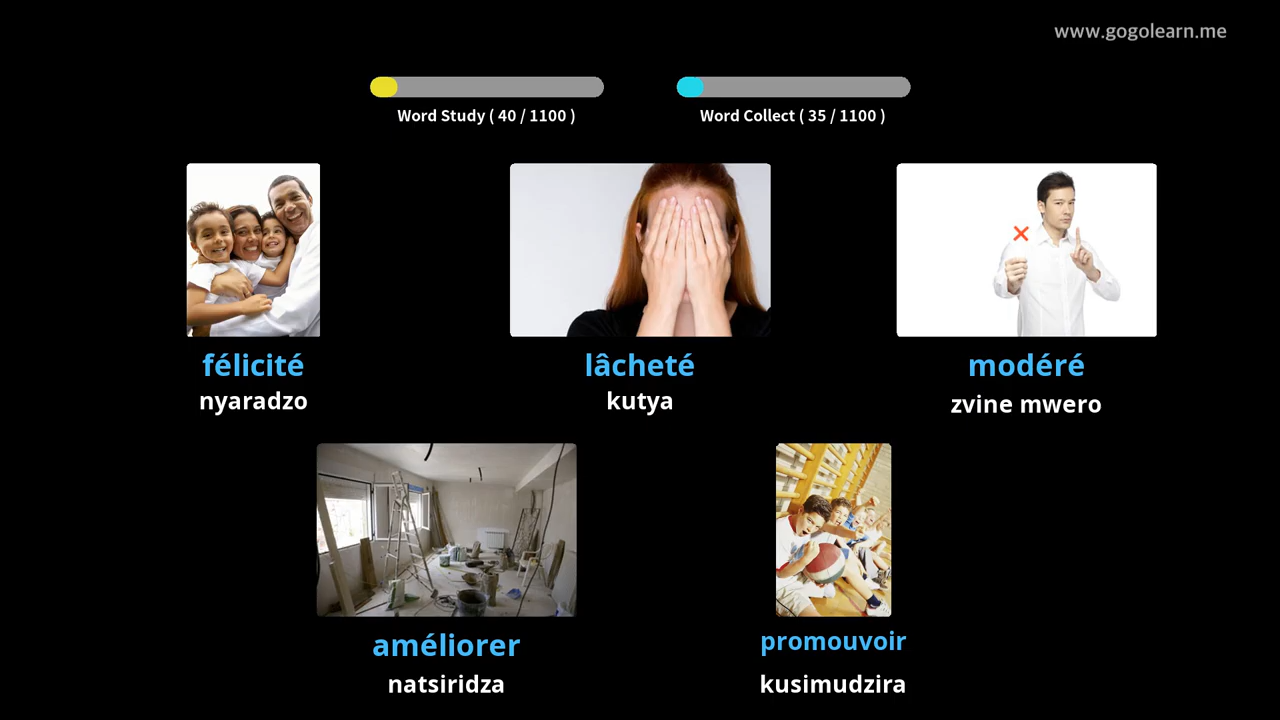 www.gogolearn.me
Word Study ( 40 / 1100 )
Word Collect ( 35 / 1100 )
félicité
nyaradzo
lâcheté
kutya
modéré
zvine mwero
améliorer
natsiridza
promouvoir
kusimudzira